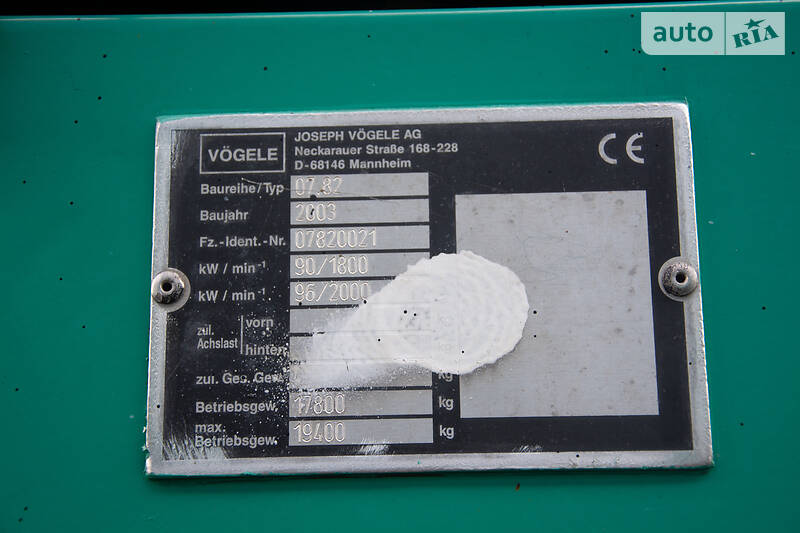 auto RIA
VÖGELE
JOSEPH VÖGELE AG
Neckarauer Straße 168-228
D-68146 Mannheim
CE
Baureihe/Typ 07.82
Baujahr 2003
Fz.-Ident.-Nr. 07820021
kW / min⁻¹ 90/1800
kW / min⁻¹ 96/2000
zul. Achslast vorn
hinten
zul. Ges. Gew. kg
Betriebsgew. 17800 kg
max. Betriebsgew. 19400 kg